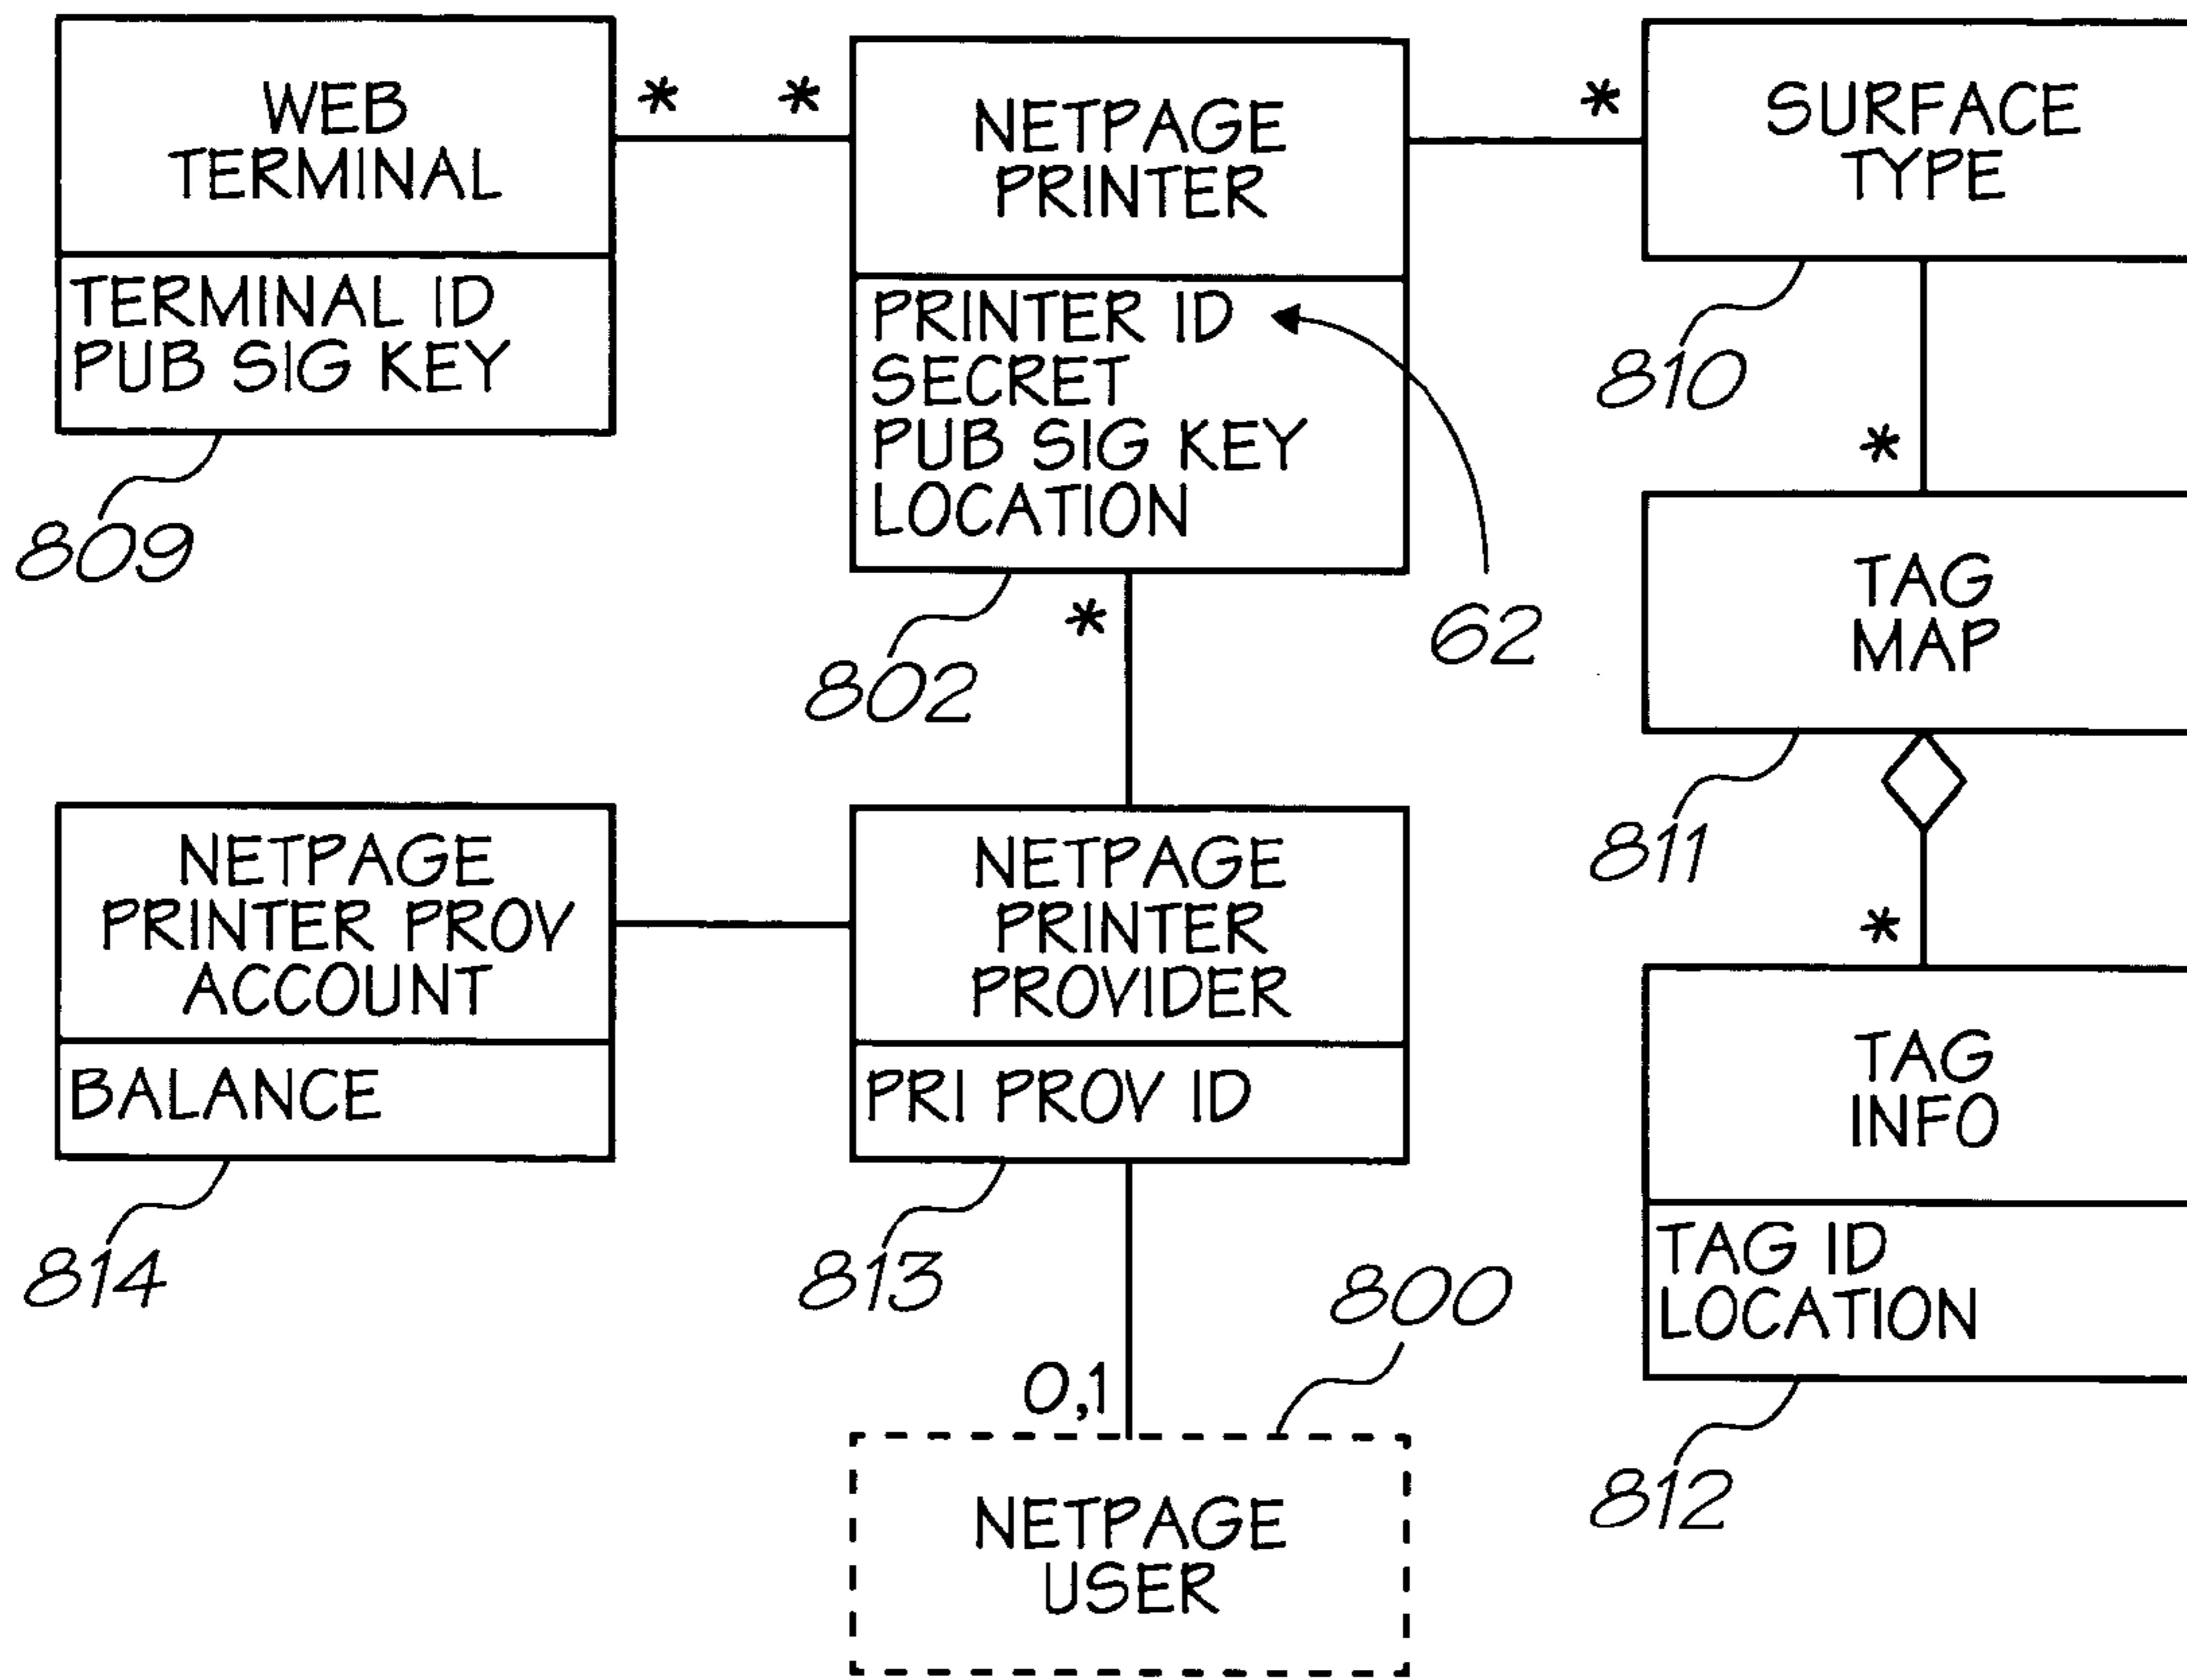 WEB
TERMINAL
TERMINAL ID
PUB SIG KEY
809
*
*
NETPAGE
PRINTER
PRINTER ID
SECRET
PUB SIG KEY
LOCATION
62
802
*
*
SURFACE
TYPE
810
*
TAG
MAP
811
*
TAG
INFO
TAG ID
LOCATION
812
NETPAGE
PRINTER PROV
ACCOUNT
BALANCE
814
NETPAGE
PRINTER
PROVIDER
PRI PROV ID
813
0,1
800
NETPAGE
USER